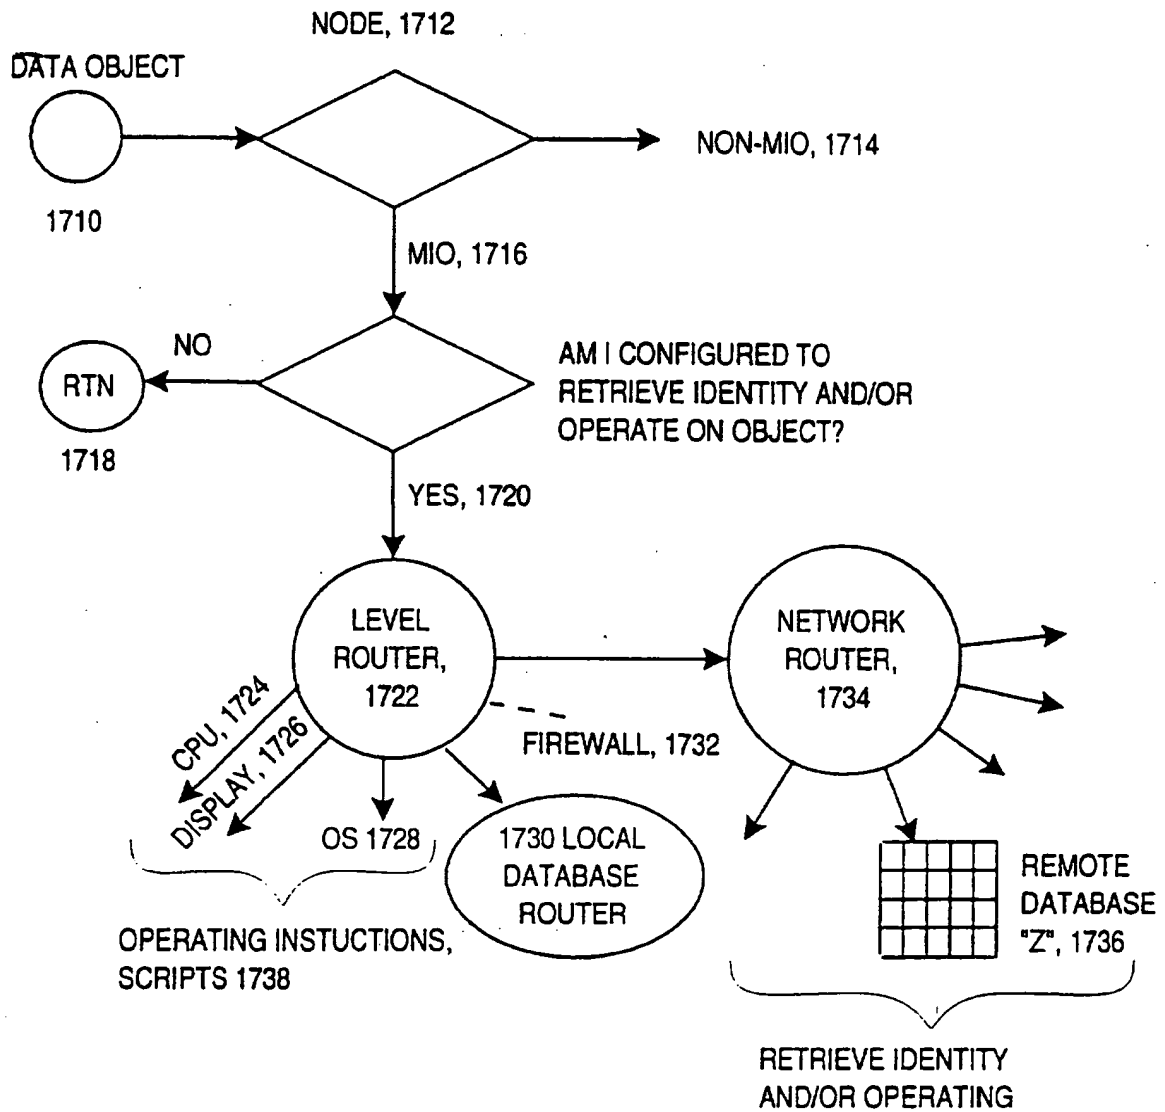 NODE, 1712
DATA OBJECT
1710
NON-MIO, 1714
MIO, 1716
NO
RTN
1718
AM I CONFIGURED TO
RETRIEVE IDENTITY AND/OR
OPERATE ON OBJECT?
YES, 1720
LEVEL
ROUTER,
1722
NETWORK
ROUTER,
1734
CPU, 1724
DISPLAY, 1726
OS 1728
FIREWALL, 1732
1730 LOCAL
DATABASE
ROUTER
OPERATING INSTUCTIONS,
SCRIPTS 1738
REMOTE
DATABASE
"Z", 1736
RETRIEVE IDENTITY
AND/OR OPERATING